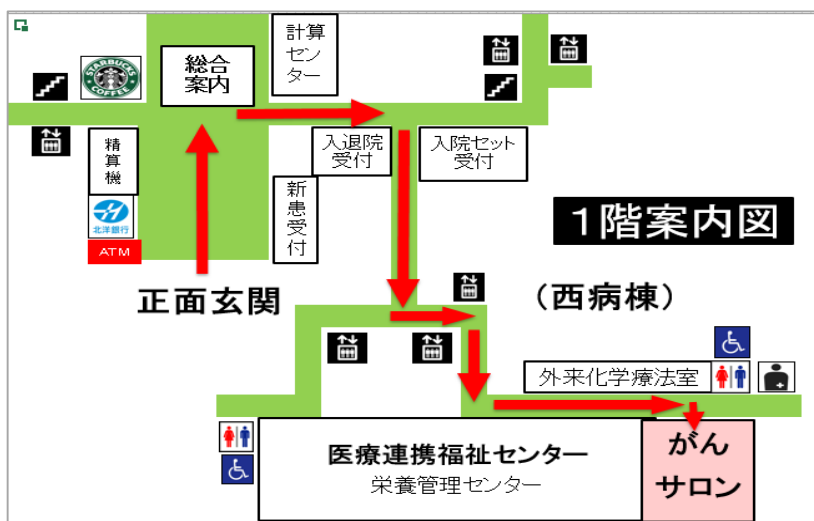 計算
セン
ター
STARBUCKS
COFFEE
総合
案内
精
算
機
入退院
受付
入院セット
受付
新
患
受
付
北洋銀行
ATM
1階案内図
正面玄関
(西病棟)
外来化学療法室
医療連携福祉センター
栄養管理センター
がん
サロン